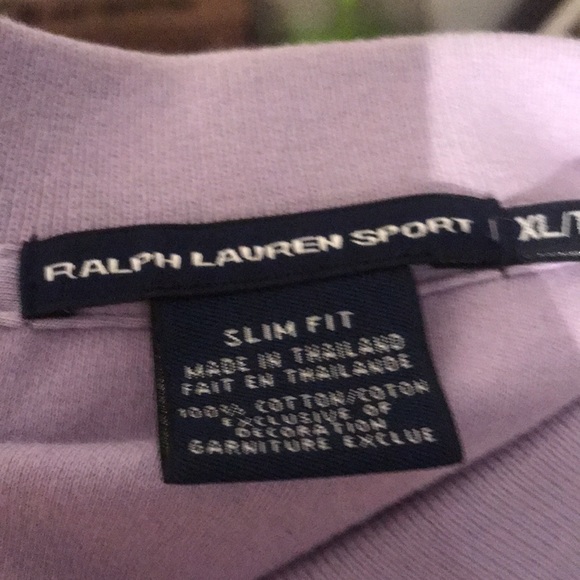 RALPH LAUREN SPORT
XL/T
SLIM FIT
MADE IN THAILAND
FAIT EN THAILANDE
100% COTTON/COTON
EXCLUSIVE OF
DECORATION
GARNITURE EXCLUE